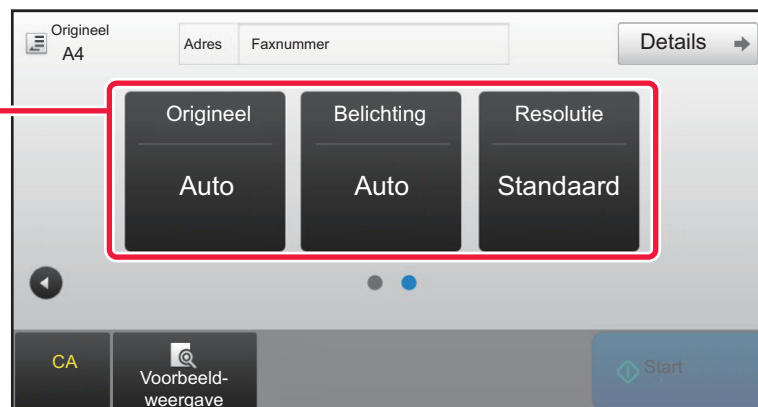 Origineel
A4
Adres Faxnummer
Details
Origineel Belichting Resolutie
Auto Auto Standaard
CA
Voorbeeld-
weergave
Start